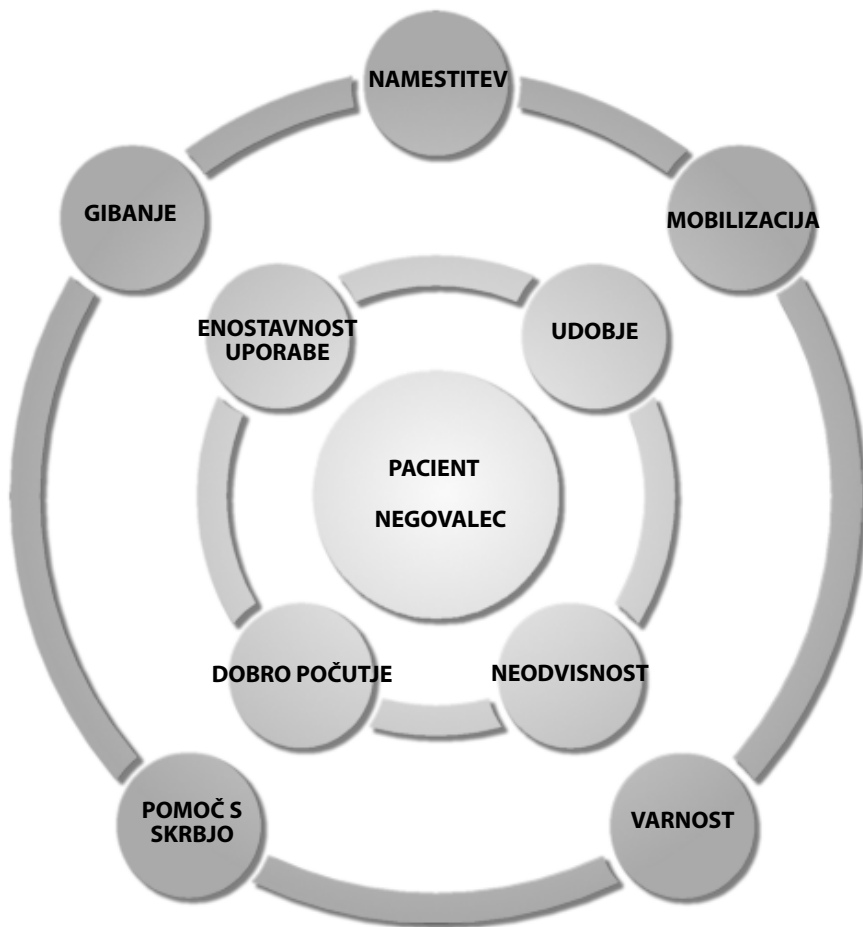 NAMESTITEV
GIBANJE
MOBILIZACIJA
ENOSTAVNOST
UPORABE
UDOBJE
PACIENT
NEGOVALEC
DOBRO POČUTJE
NEODVISNOST
POMOČ S
SKRBJO
VARNOST